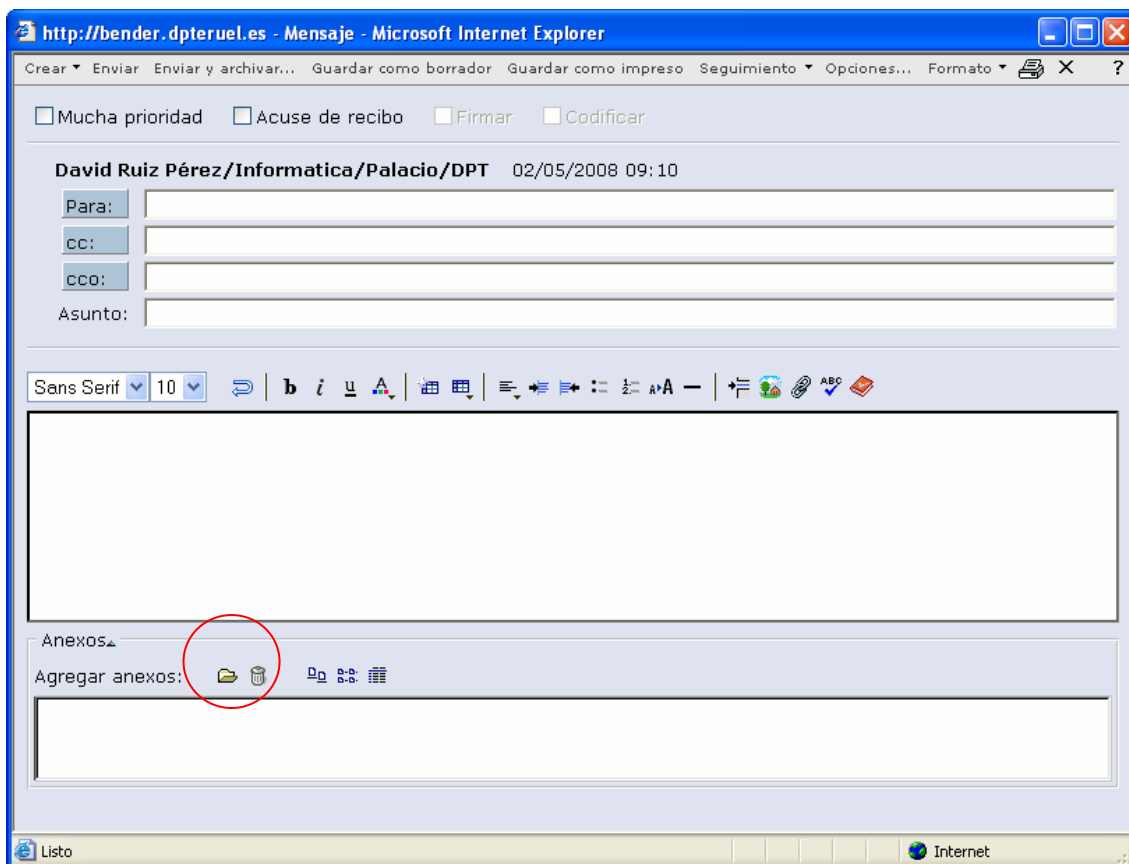 http://bender.dpteruel.es - Mensaje - Microsoft Internet Explorer
Crear Enviar Enviar y archivar... Guardar como borrador Guardar como impreso Seguimiento Opciones... Formato ?
Mucha prioridad Acuse de recibo Firmar Codificar
David Ruiz Pérez/Informatica/Palacio/DPT 02/05/2008 09:10
Para:
cc:
cco:
Asunto:
Sans Serif 10 b i u A A A ABC
Anexos
Agregar anexos:
Listo Internet